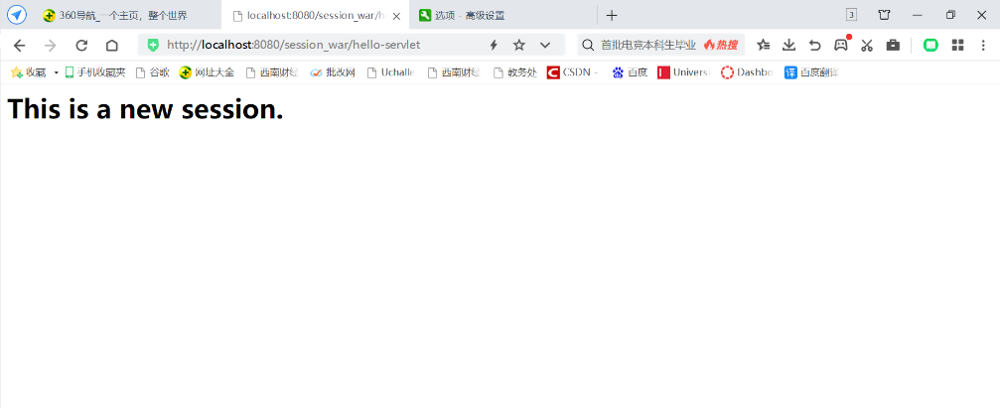 360导航_一个主页，整个世界
localhost:8080/session_war/h
选项 - 高级设置
3
http://localhost:8080/session_war/hello-servlet
首批电竞本科生毕业
热搜
收藏
手机收藏夹
谷歌
网址大全
西南财经
批改网
Uchalle
西南财经
教务处
CSDN -
百度
Universi
Dashbo
百度翻译
This is a new session.